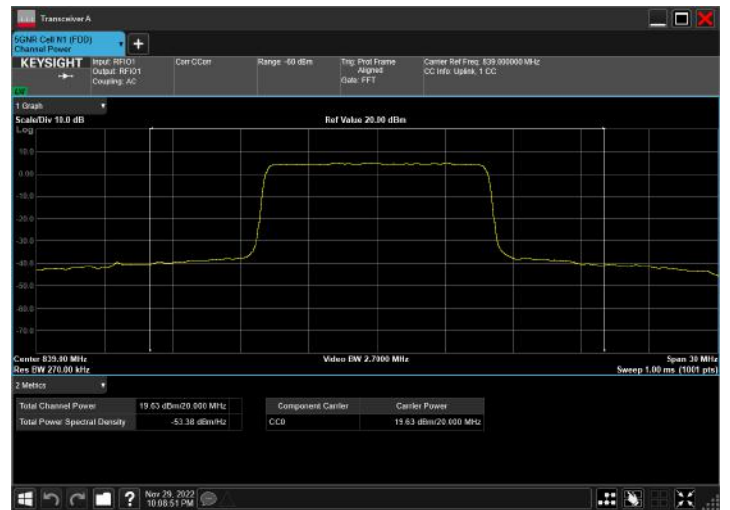 Transceiver A
5GNR Cell N1 (FDD)
Channel Power
KEYSIGHT
Input: RFIO1
Output: RFIO1
Coupling: AC
Corr CCorr
Range: -60 dBm
Trig: Prot Frame
Aligned
Gate: FFT
Carrier Ref Freq: 839.000000 MHz
CC Info: Uplink, 1 CC
1 Graph
Scale/Div 10.0 dB
Ref Value 20.00 dBm
Log
10.0
0.00
-10.0
-20.0
-30.0
-40.0
-50.0
-60.0
-70.0
Center 839.00 MHz
Res BW 270.00 kHz
Video BW 2.7000 MHz
Span 30 MHz
Sweep 1.00 ms (1001 pts)
2 Metrics
Total Channel Power 19.63 dBm/20.000 MHz
Total Power Spectral Density -53.38 dBm/Hz
Component Carrier Carrier Power
CC0 19.63 dBm/20.000 MHz
?
Nov 29, 2022
10:08:51 PM